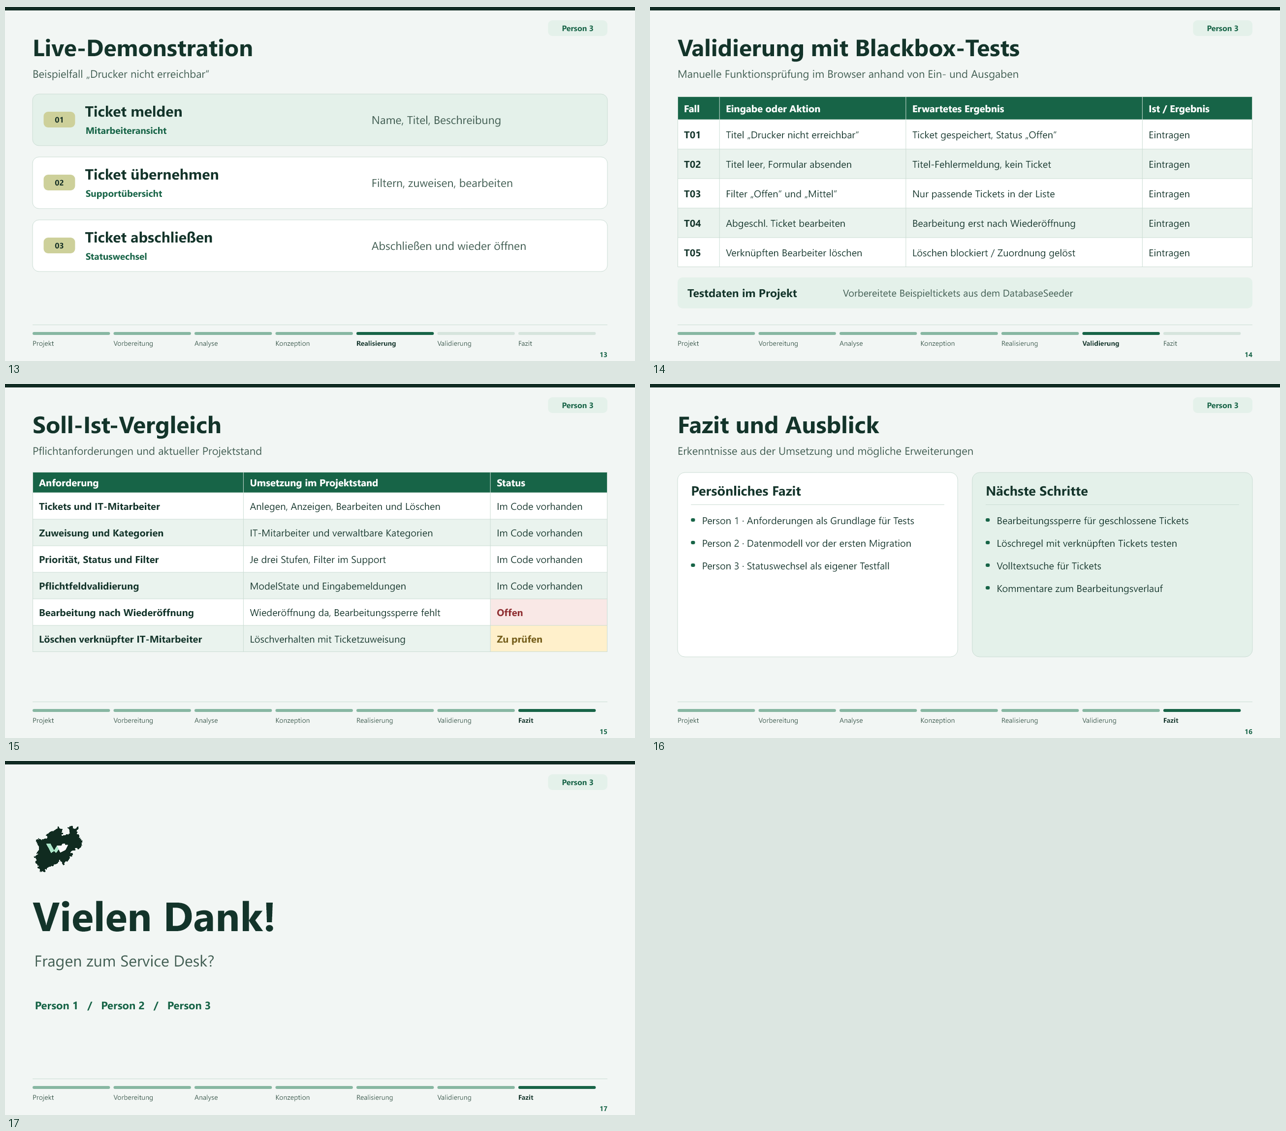 Person 3
Live-Demonstration
Beispielfall „Drucker nicht erreichbar“
01
Ticket melden
Mitarbeiteransicht
Name, Titel, Beschreibung
02
Ticket übernehmen
Supportübersicht
Filtern, zuweisen, bearbeiten
03
Ticket abschließen
Statuswechsel
Abschließen und wieder öffnen
Projekt Vorbereitung Analyse Konzeption Realisierung Validierung Fazit
13
13
Person 3
Validierung mit Blackbox-Tests
Manuelle Funktionsprüfung im Browser anhand von Ein- und Ausgaben
Fall Eingabe oder Aktion Erwartetes Ergebnis Ist / Ergebnis
T01 Titel „Drucker nicht erreichbar“ Ticket gespeichert, Status „Offen“ Eintragen
T02 Titel leer, Formular absenden Titel-Fehlermeldung, kein Ticket Eintragen
T03 Filter „Offen“ und „Mittel“ Nur passende Tickets in der Liste Eintragen
T04 Abgeschl. Ticket bearbeiten Bearbeitung erst nach Wiederöffnung Eintragen
T05 Verknüpften Bearbeiter löschen Löschen blockiert / Zuordnung gelöst Eintragen
Testdaten im Projekt Vorbereitete Beispieltickets aus dem DatabaseSeeder
Projekt Vorbereitung Analyse Konzeption Realisierung Validierung Fazit
14
14
Person 3
Soll-Ist-Vergleich
Pflichtanforderungen und aktueller Projektstand
Anforderung Umsetzung im Projektstand Status
Tickets und IT-Mitarbeiter Anlegen, Anzeigen, Bearbeiten und Löschen Im Code vorhanden
Zuweisung und Kategorien IT-Mitarbeiter und verwaltbare Kategorien Im Code vorhanden
Priorität, Status und Filter Je drei Stufen, Filter im Support Im Code vorhanden
Pflichtfeldvalidierung ModelState und Eingabemeldungen Im Code vorhanden
Bearbeitung nach Wiederöffnung Wiederöffnung da, Bearbeitungssperre fehlt Offen
Löschen verknüpfter IT-Mitarbeiter Löschverhalten mit Ticketzuweisung Zu prüfen
Projekt Vorbereitung Analyse Konzeption Realisierung Validierung Fazit
15
15
Person 3
Fazit und Ausblick
Erkenntnisse aus der Umsetzung und mögliche Erweiterungen
Persönliches Fazit
• Person 1 · Anforderungen als Grundlage für Tests
• Person 2 · Datenmodell vor der ersten Migration
• Person 3 · Statuswechsel als eigener Testfall
Nächste Schritte
• Bearbeitungssperre für geschlossene Tickets
• Löschregel mit verknüpften Tickets testen
• Volltextsuche für Tickets
• Kommentare zum Bearbeitungsverlauf
Projekt Vorbereitung Analyse Konzeption Realisierung Validierung Fazit
16
16
Person 3
Vielen Dank!
Fragen zum Service Desk?
Person 1 / Person 2 / Person 3
Projekt Vorbereitung Analyse Konzeption Realisierung Validierung Fazit
17
17